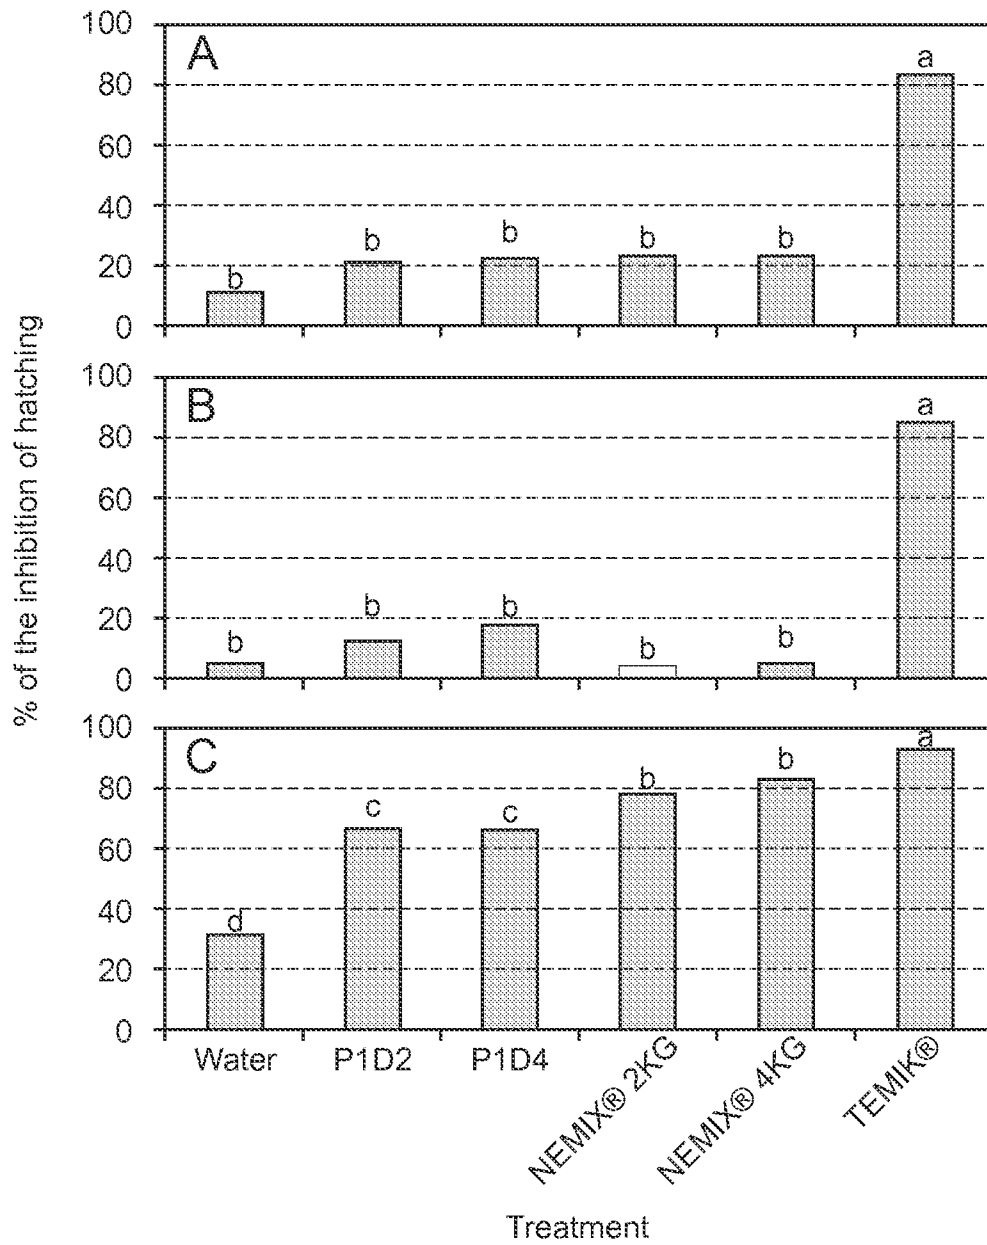 % of the inhibition of hatching
A
100
80
60
40
20
0
b
b
b
b
b
a
B
100
80
60
40
20
0
b
b
b
b
b
a
C
100
80
60
40
20
0
d
c
c
b
b
a
Water
P1D2
P1D4
NEMIX® 2KG
NEMIX® 4KG
TEMIK®
Treatment